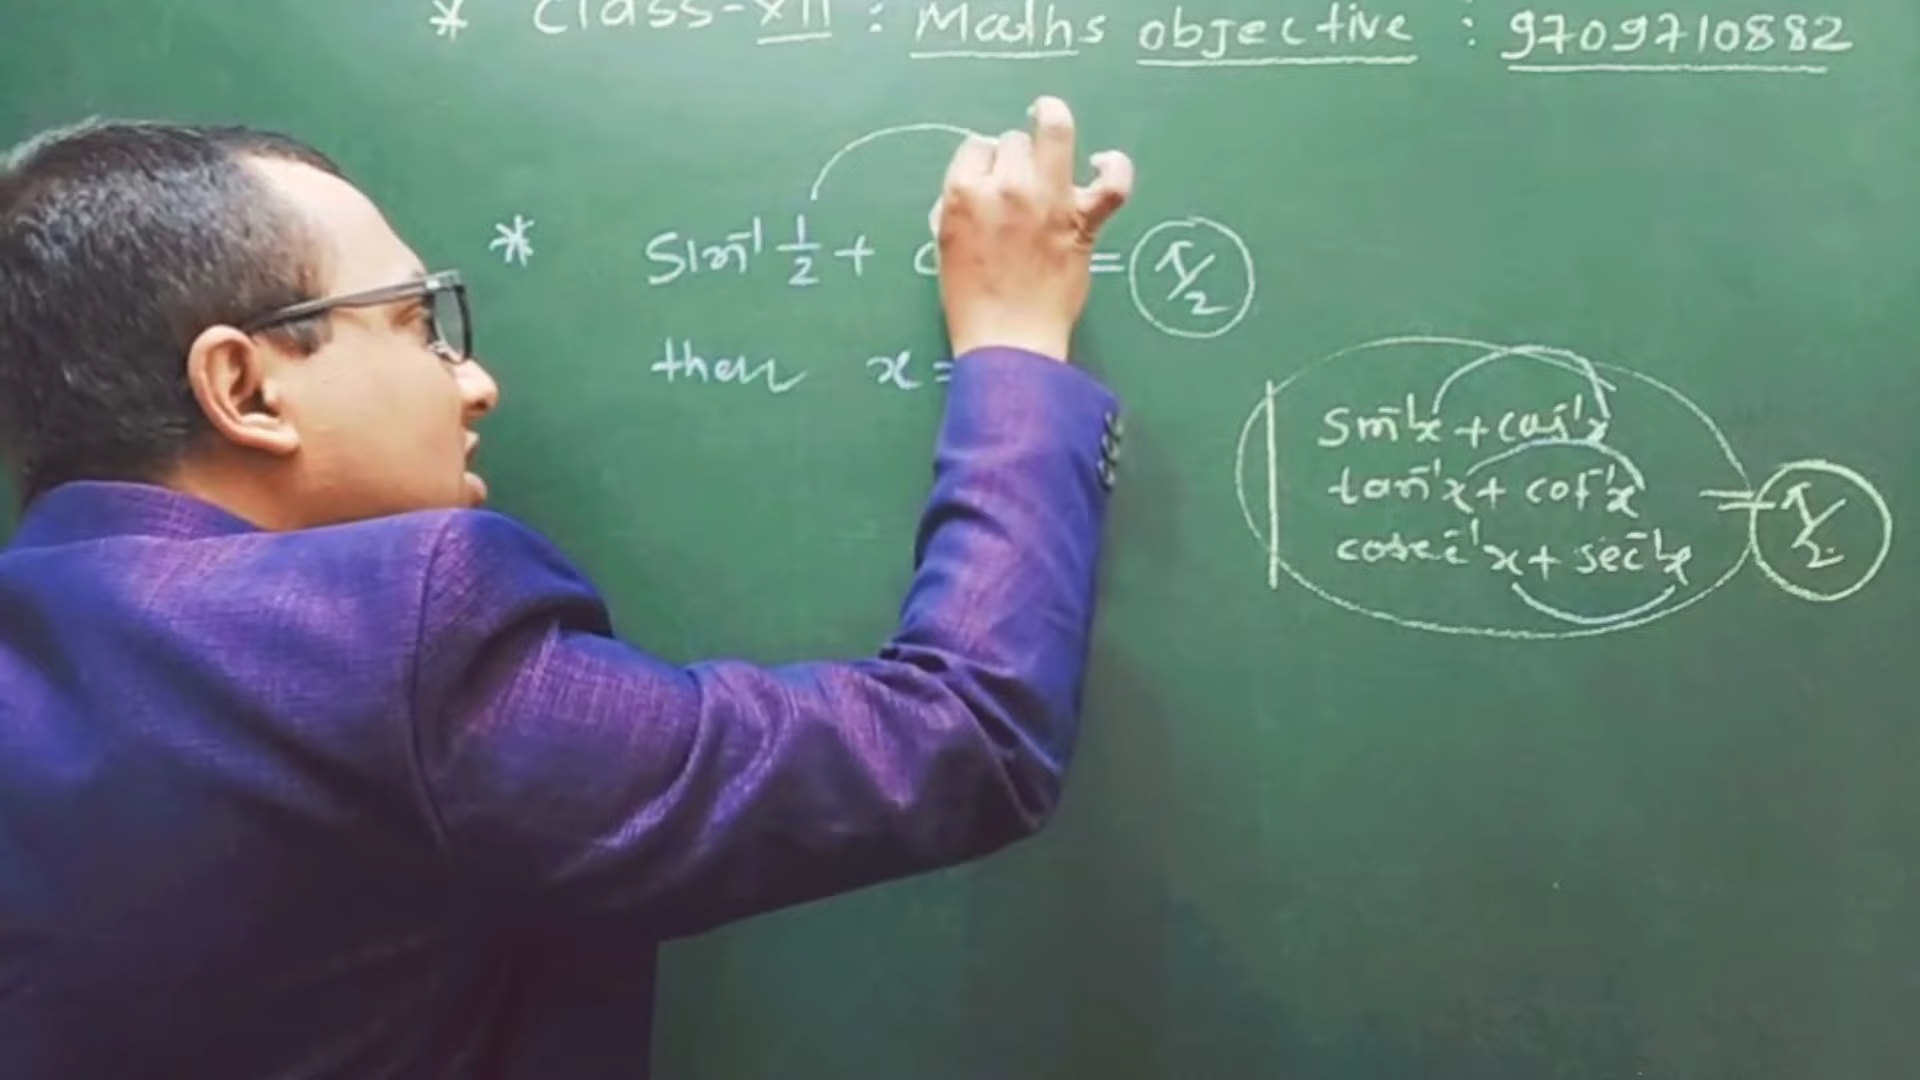 * Class-XII : Maths objective : 9709710882
* Sin⁻¹ 1/2 + = π/2
then x =
Sin⁻¹x + cos⁻¹x
tan⁻¹x + cot⁻¹x = π/2
cosec⁻¹x + sec⁻¹x